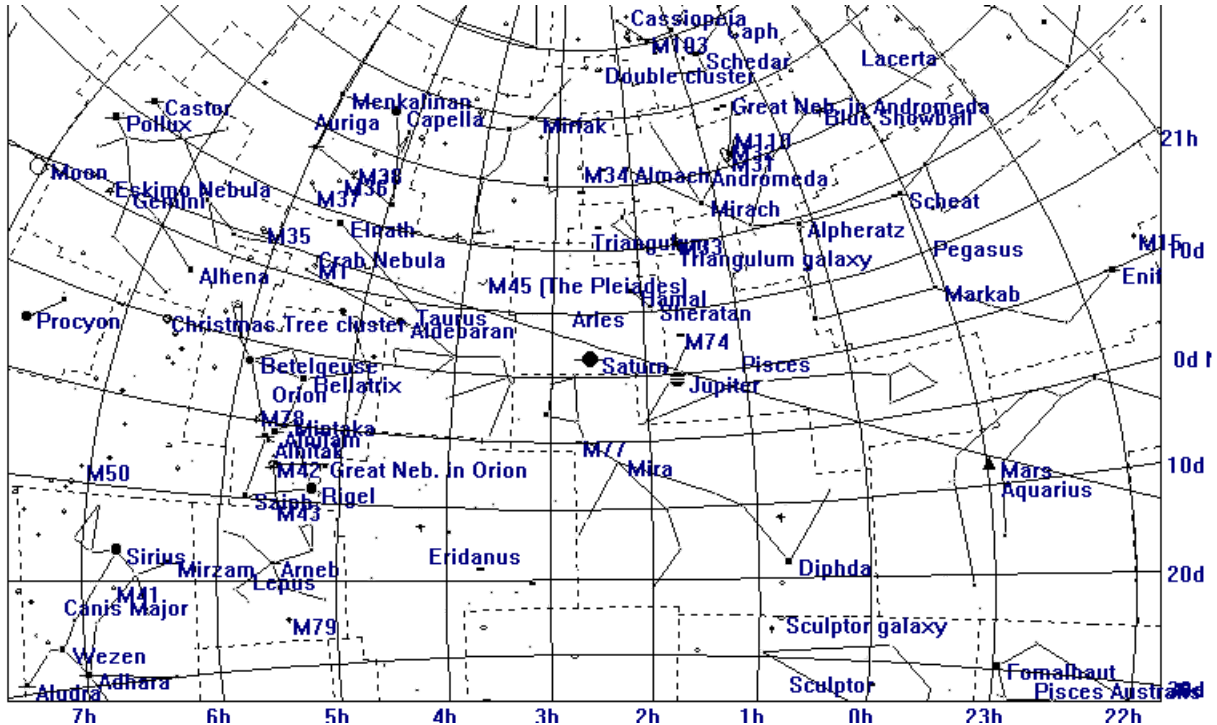 Cassiopeia
Caph
M103
Schedar
Lacerta
Double cluster
Castor
Menkalinan
Great Neb. in Andromeda
Pollux
Auriga
Capella
Mirfak
Blue Snowball
21h
M110
M32
M31
Moon
M38
M34
Almach
Andromeda
Eskimo Nebula
M36
Gemini
M37
Mirach
Scheat
Elnath
Alpheratz
M35
Triangulum
M33
Pegasus
M15
10d
Crab Nebula
Triangulum galaxy
Alhena
M1
Enif
M45 (The Pleiades)
Hamal
Markab
Sheratan
Procyon
Christmas Tree cluster
Taurus
Aries
Aldebaran
M74
0d N
Betelgeuse
Saturn
Pisces
Bellatrix
Jupiter
Orion
M78
Mintaka
Alnilam
Alnitak
M77
M50
M42
Great Neb. in Orion
Mira
Mars
10d
Rigel
Aquarius
Saiph
M43
Sirius
Eridanus
Mirzam
Arneb
Diphda
20d
Lepus
M41
Canis Major
M79
Sculptor galaxy
Wezen
Fomalhaut
Adhara
Sculptor
Aludra
Pisces Austral
30d
7h
6h
5h
4h
3h
2h
1h
0h
23h
22h